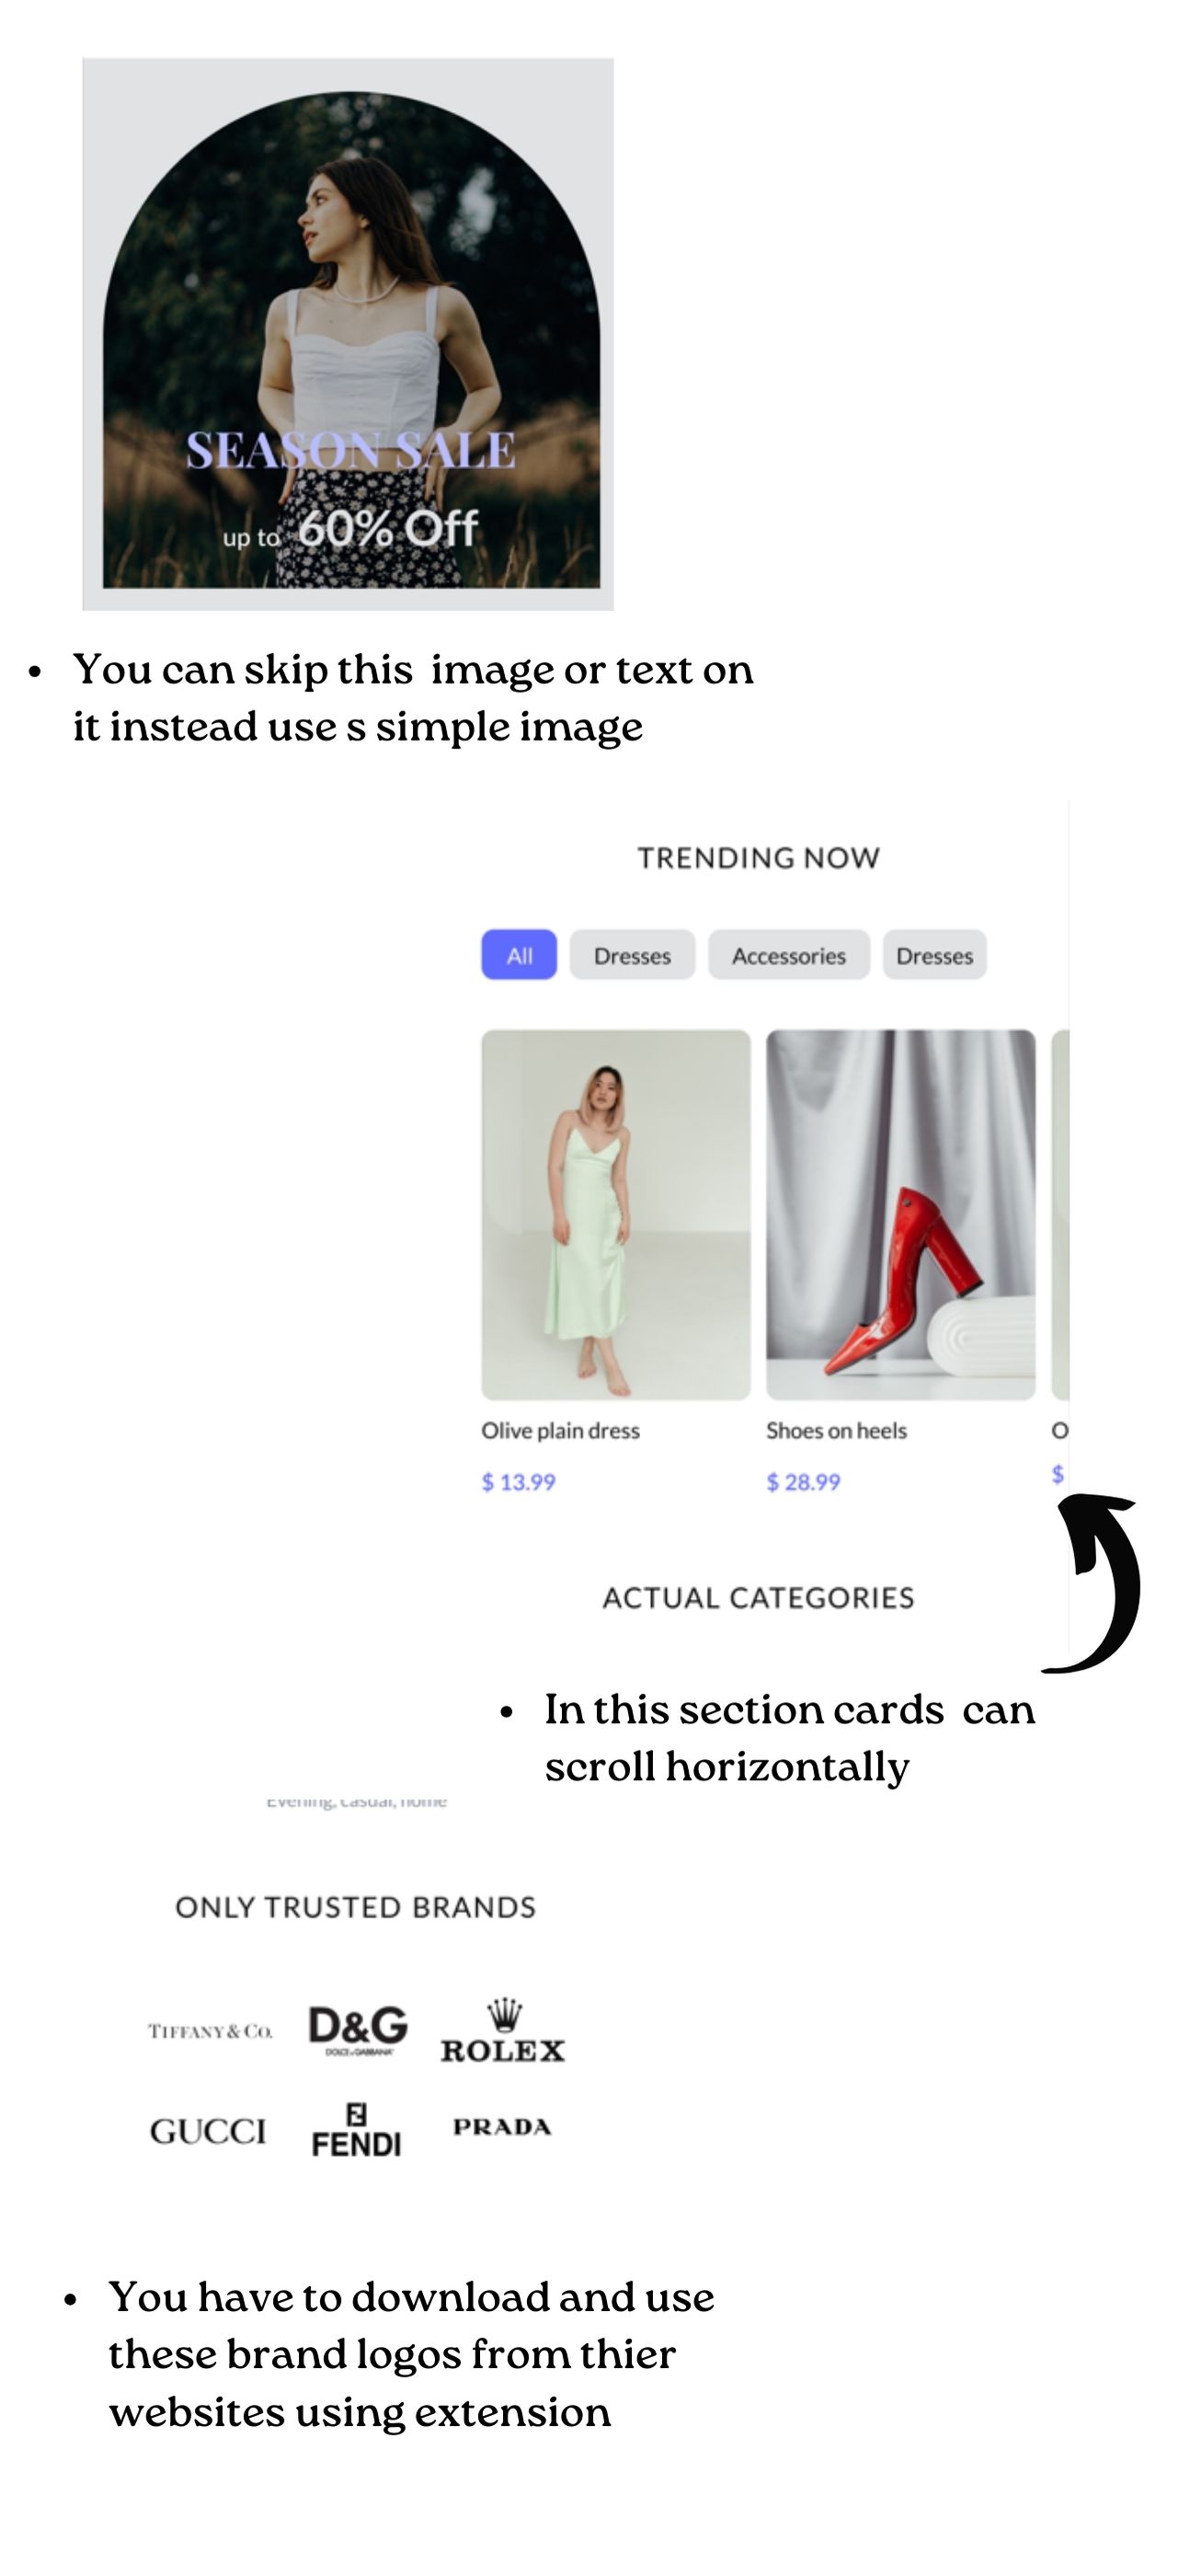 SEASON SALE
up to 60% Off
• You can skip this image or text on
it instead use s simple image
TRENDING NOW
All Dresses Accessories Dresses
Olive plain dress Shoes on heels O
$ 13.99 $ 28.99 $
ACTUAL CATEGORIES
• In this section cards can
scroll horizontally
Evening, casual, home
ONLY TRUSTED BRANDS
TIFFANY & CO. D&G ROLEX
DOLCE & GABBANA
GUCCI FENDI PRADA
• You have to download and use
these brand logos from thier
websites using extension